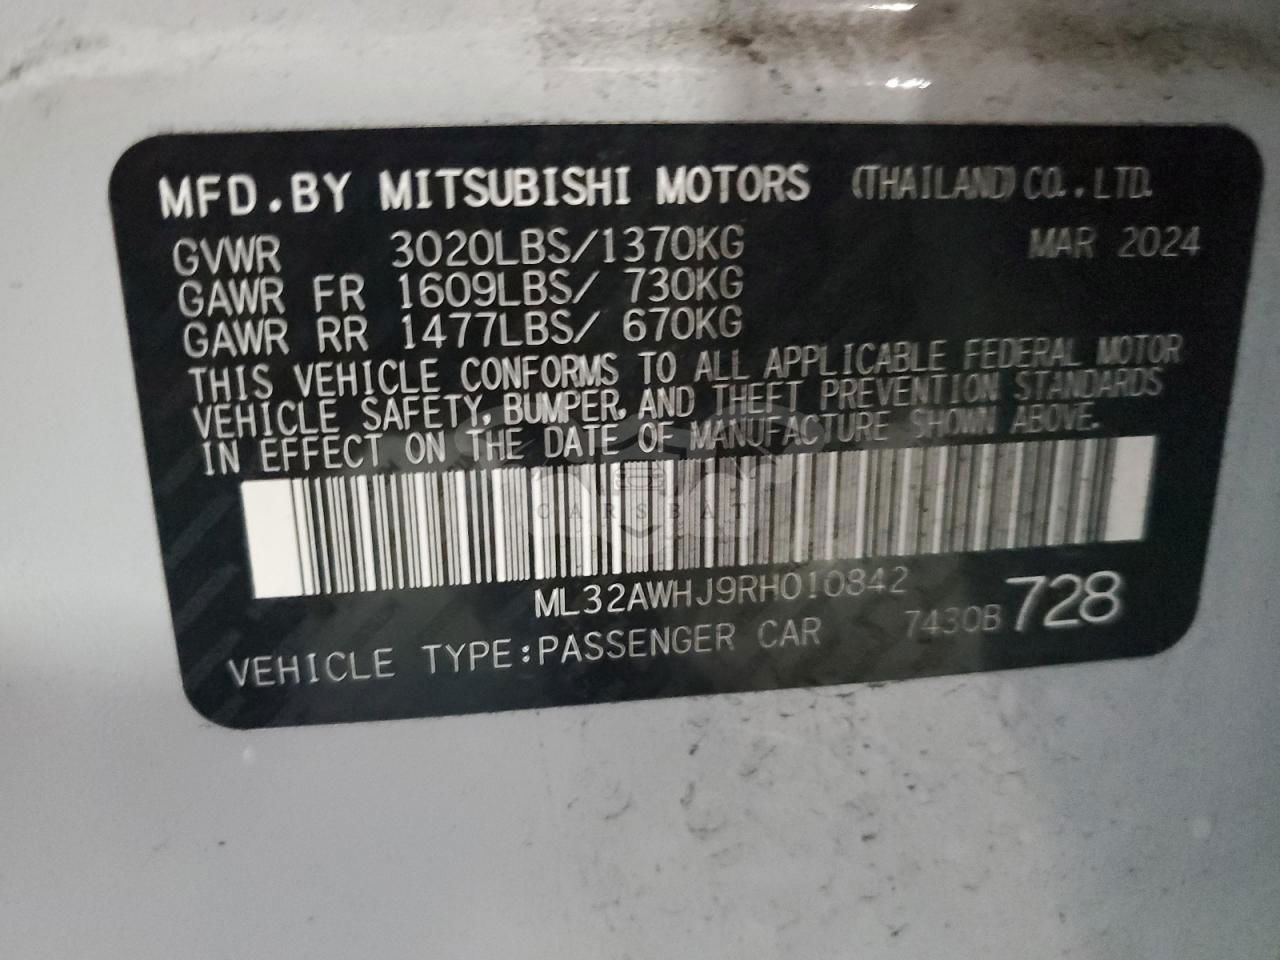 MFD.BY MITSUBISHI MOTORS (THAILAND) CO.,LTD.
GVWR 3020LBS/1370KG MAR 2024
GAWR FR 1609LBS/ 730KG
GAWR RR 1477LBS/ 670KG
THIS VEHICLE CONFORMS TO ALL APPLICABLE FEDERAL MOTOR
VEHICLE SAFETY, BUMPER, AND THEFT PREVENTION STANDARDS
IN EFFECT ON THE DATE OF MANUFACTURE SHOWN ABOVE.
CARSBAT
ML32AWHJ9RH010842
VEHICLE TYPE:PASSENGER CAR 7430B 728